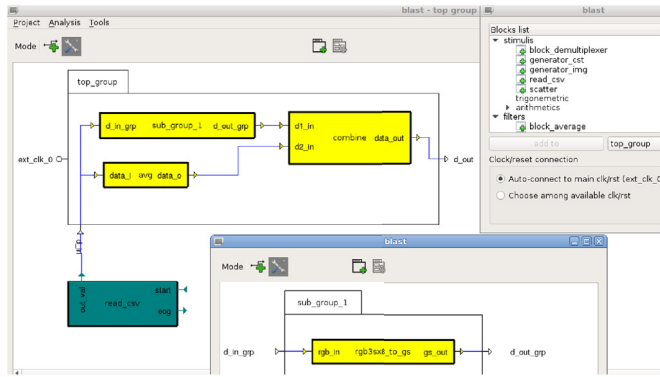 blast - top group
Project Analysis Tools
Mode
top_group
d_in_grp sub_group_1 d_out_grp
d1_in
combine data_out
d2_in
ext_clk_0
d_out
data_i avg data_o
d_in
out_val
start
read_csv
eog
blast
Blocks list
stimulis
block_demultiplexer
generator_cst
generator_img
read_csv
scatter
trigonemetric
arithmetics
filters
block_average
add to
top_group
Clock/reset connection
Auto-connect to main clk/rst (ext_clk_0
Choose among available clk/rst
blast
Mode
sub_group_1
d_in_grp
rgb_in rgb3sx8_to_gs gs_out
d_out_grp